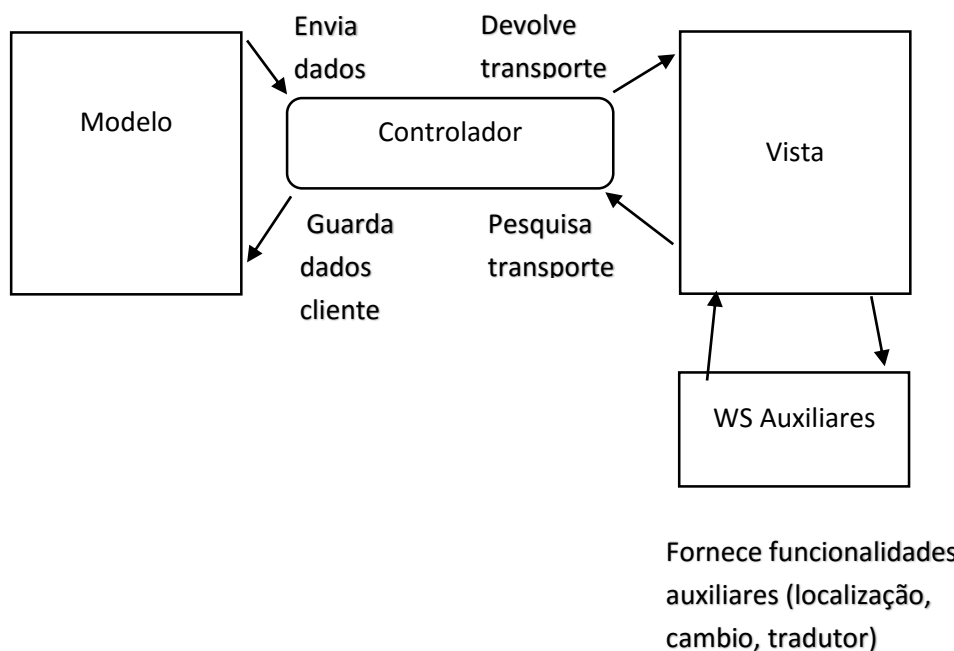 Envia
dados
Devolve
transporte
Modelo
Controlador
Vista
Guarda
dados
cliente
Pesquisa
transporte
WS Auxiliares
Fornece funcionalidades
auxiliares (localização,
cambio, tradutor)